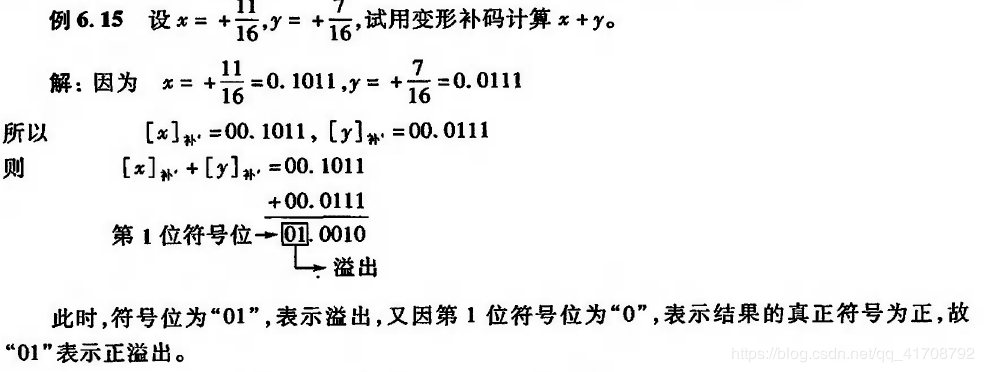 例 6.15 设 x = +11/16, y = +7/16, 试用变形补码计算 x + y。
解: 因为 x = +11/16 = 0.1011, y = +7/16 = 0.0111
所以 [x]补' = 00.1011, [y]补' = 00.0111
则 [x]补' + [y]补' = 00.1011
+00.0111
第 1 位符号位→01.0010
溢出
此时,符号位为“01”,表示溢出,又因第 1 位符号位为“0”,表示结果的真正符号为正,故
“01”表示正溢出。
https://blog.csdn.net/qq_41708792